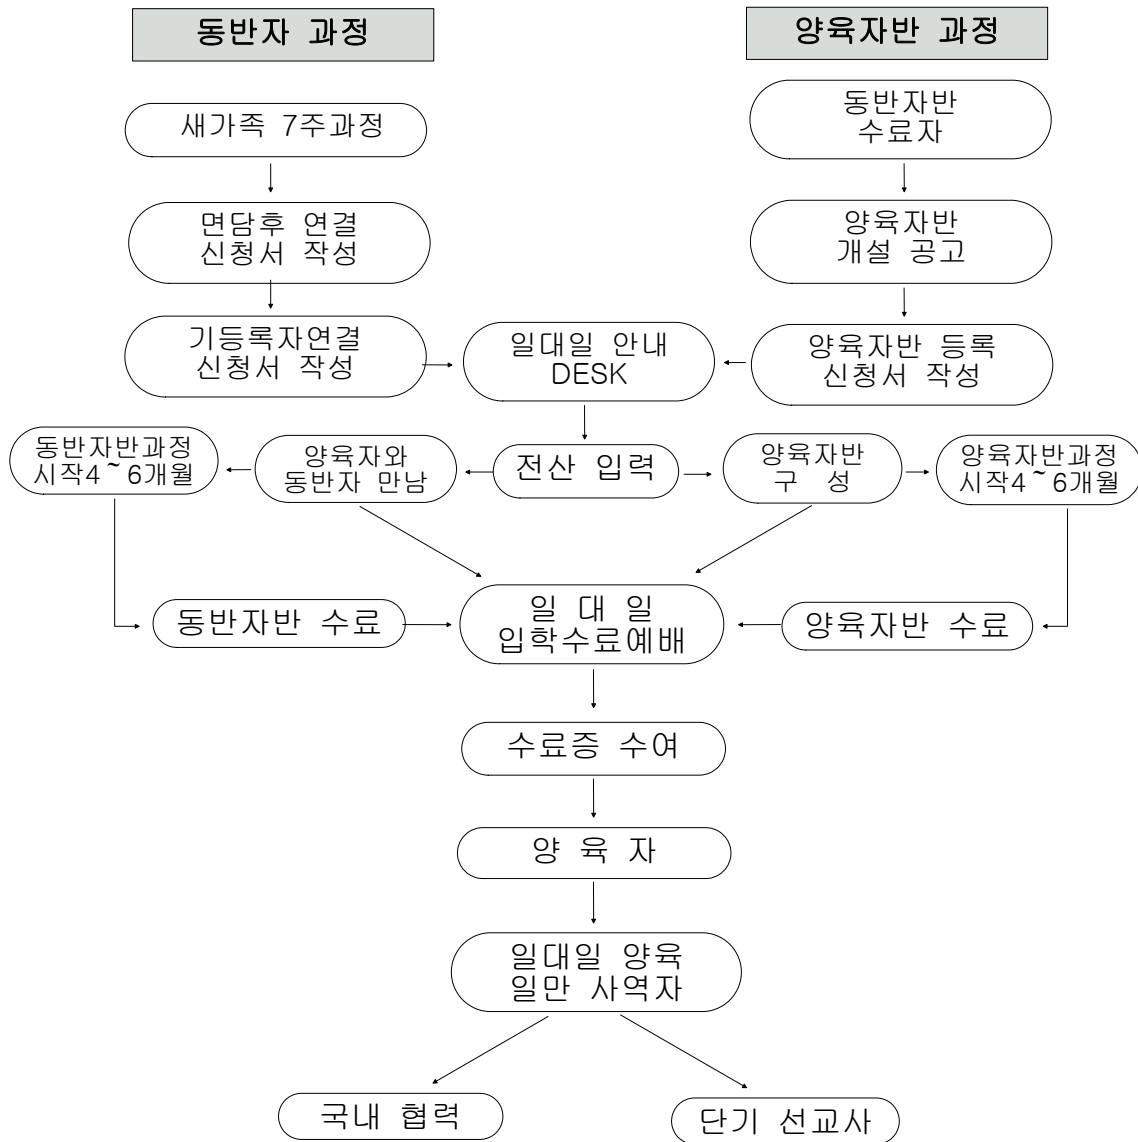 동반자 과정
양육자반 과정
새가족 7주과정
동반자반
수료자
면담후 연결
신청서 작성
양육자반
개설 공고
기등록자연결
신청서 작성
일대일 안내
DESK
양육자반 등록
신청서 작성
동반자반과정
시작4~6개월
양육자와
동반자 만남
전산 입력
양육자반
구 성
양육자반과정
시작4~6개월
동반자반 수료
일 대 일
입학수료예배
양육자반 수료
수료증 수여
양 육 자
일대일 양육
일만 사역자
국내 협력
단기 선교사